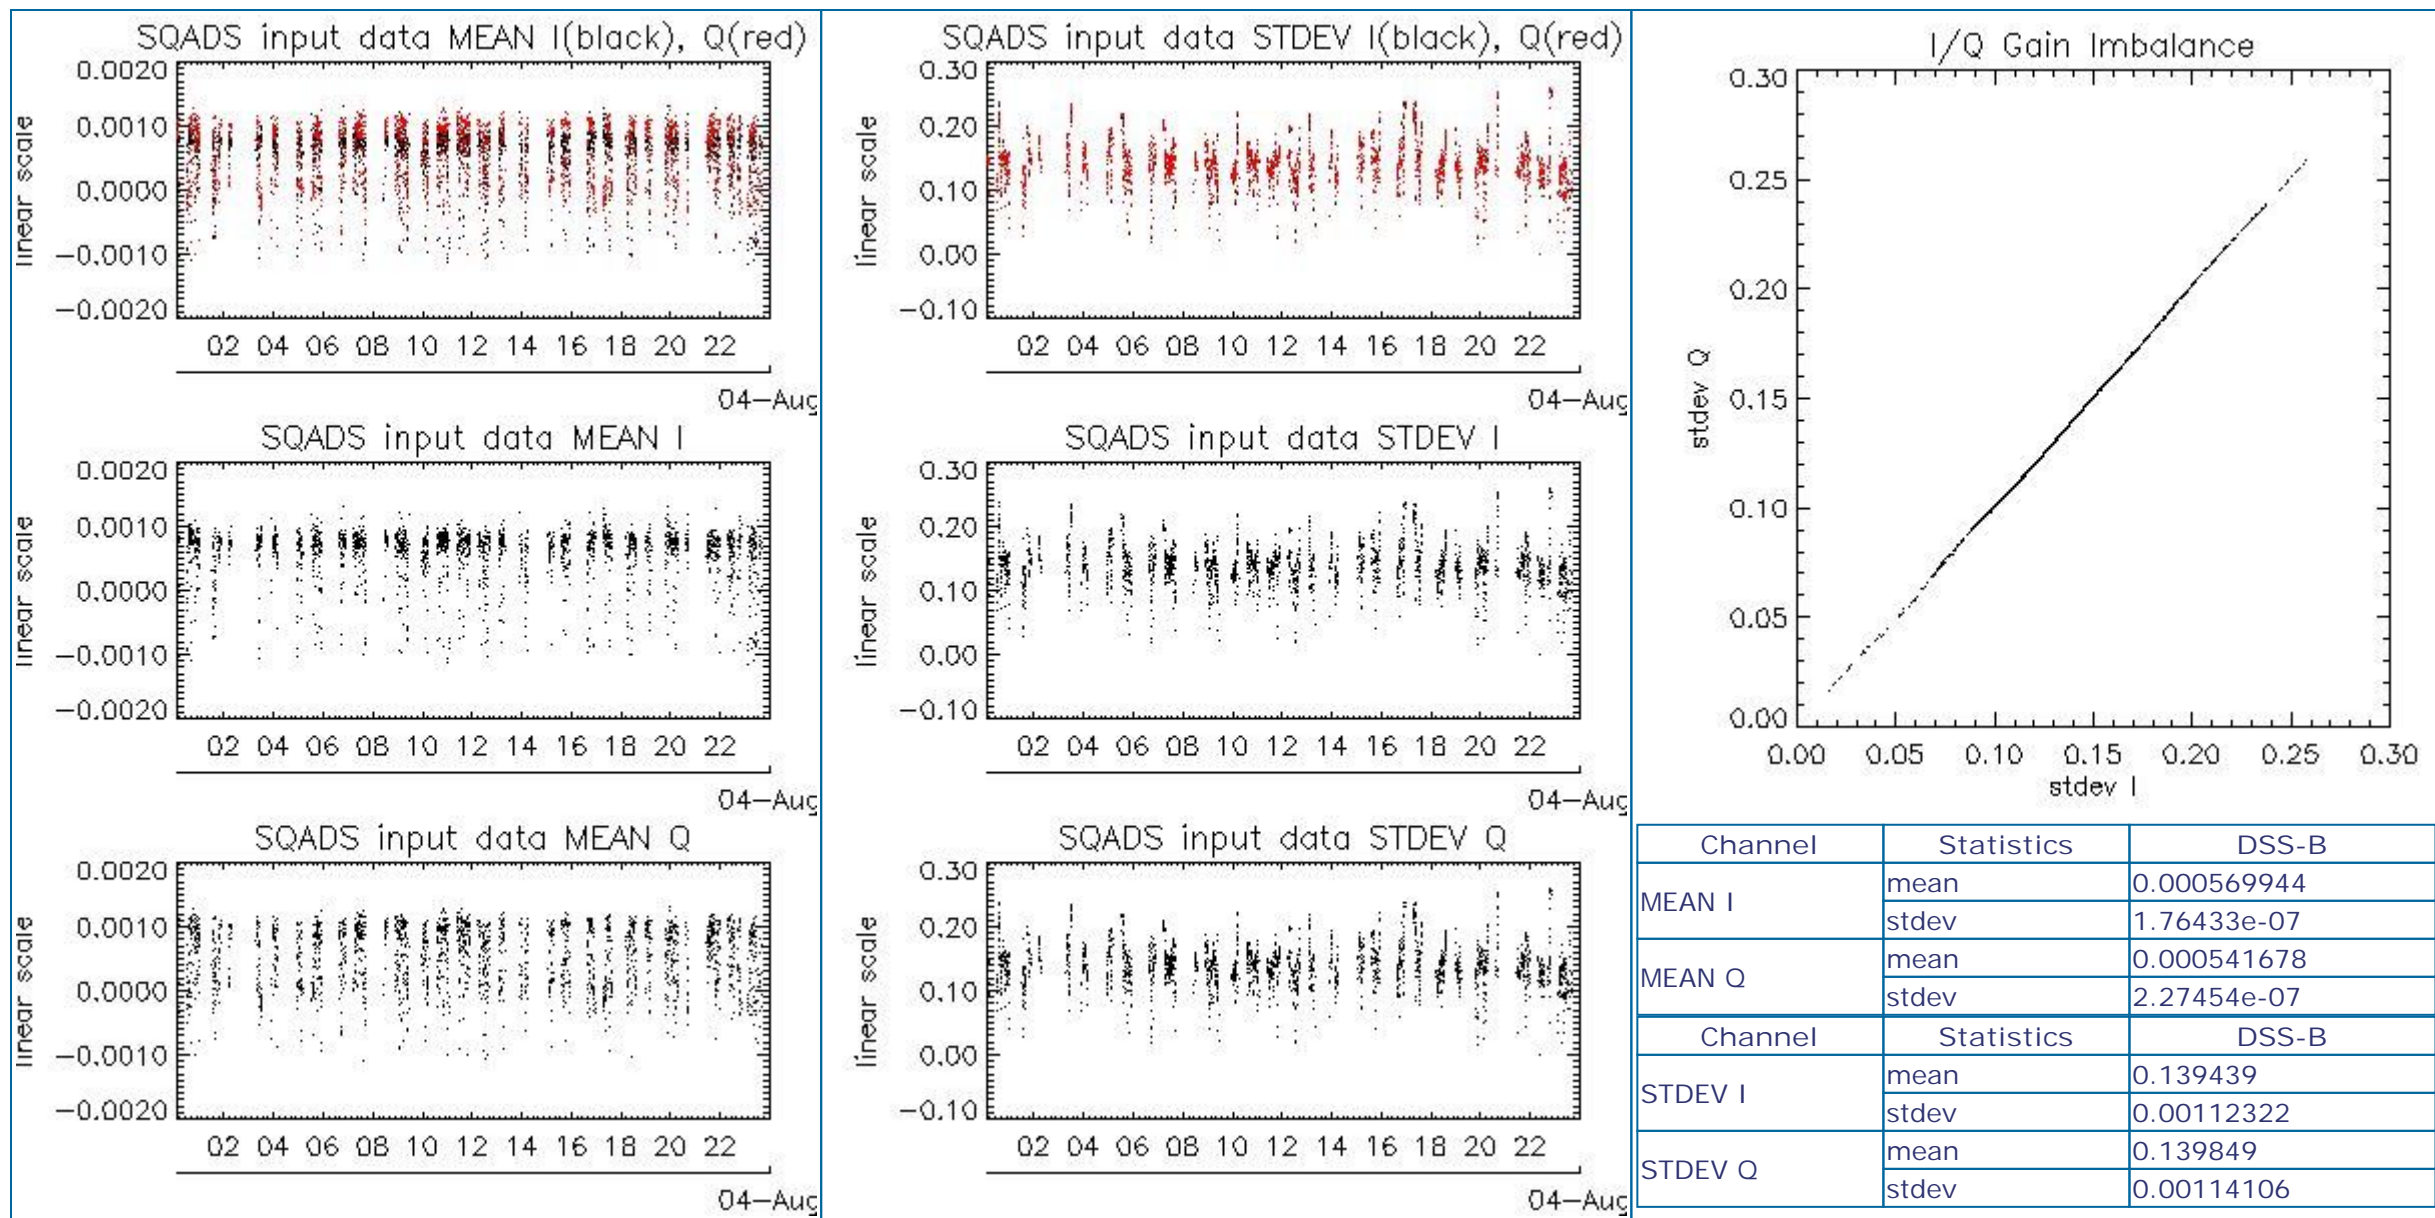 SQADS input data MEAN I(black), Q(red)
0.0020
0.0010
0.0000
−0.0010
−0.0020
linear scale
02 04 06 08 10 12 14 16 18 20 22
04−Aug
SQADS input data MEAN I
0.0020
0.0010
0.0000
−0.0010
−0.0020
linear scale
02 04 06 08 10 12 14 16 18 20 22
04−Aug
SQADS input data MEAN Q
0.0020
0.0010
0.0000
−0.0010
−0.0020
linear scale
02 04 06 08 10 12 14 16 18 20 22
04−Aug
SQADS input data STDEV I(black), Q(red)
0.30
0.20
0.10
0.00
−0.10
linear scale
02 04 06 08 10 12 14 16 18 20 22
04−Aug
SQADS input data STDEV I
0.30
0.20
0.10
0.00
−0.10
linear scale
02 04 06 08 10 12 14 16 18 20 22
04−Aug
SQADS input data STDEV Q
0.30
0.20
0.10
0.00
−0.10
linear scale
02 04 06 08 10 12 14 16 18 20 22
04−Aug
I/Q Gain Imbalance
0.30
0.25
0.20
0.15
0.10
0.05
0.00
stdev Q
0.00 0.05 0.10 0.15 0.20 0.25 0.30
stdev I
Channel Statistics DSS-B
MEAN I mean 0.000569944
stdev 1.76433e-07
MEAN Q mean 0.000541678
stdev 2.27454e-07
Channel Statistics DSS-B
STDEV I mean 0.139439
stdev 0.00112322
STDEV Q mean 0.139849
stdev 0.00114106